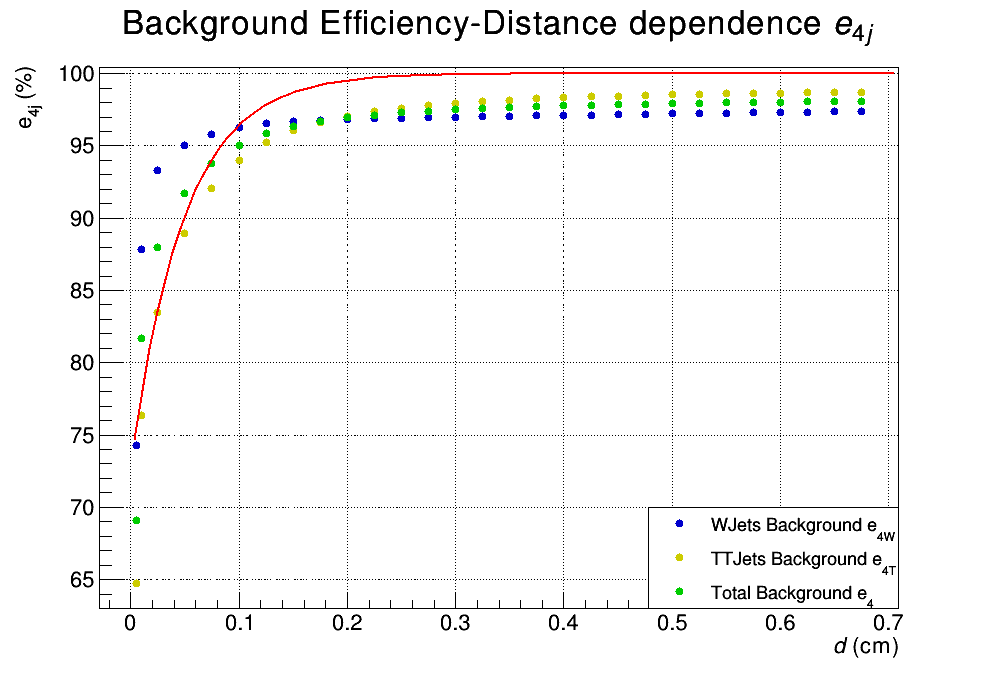 Background Efficiency-Distance dependence e4j
e4j (%)
100
95
90
85
80
75
70
65
WJets Background e4W
TTJets Background e4T
Total Background e4
0 0.1 0.2 0.3 0.4 0.5 0.6 0.7
d (cm)